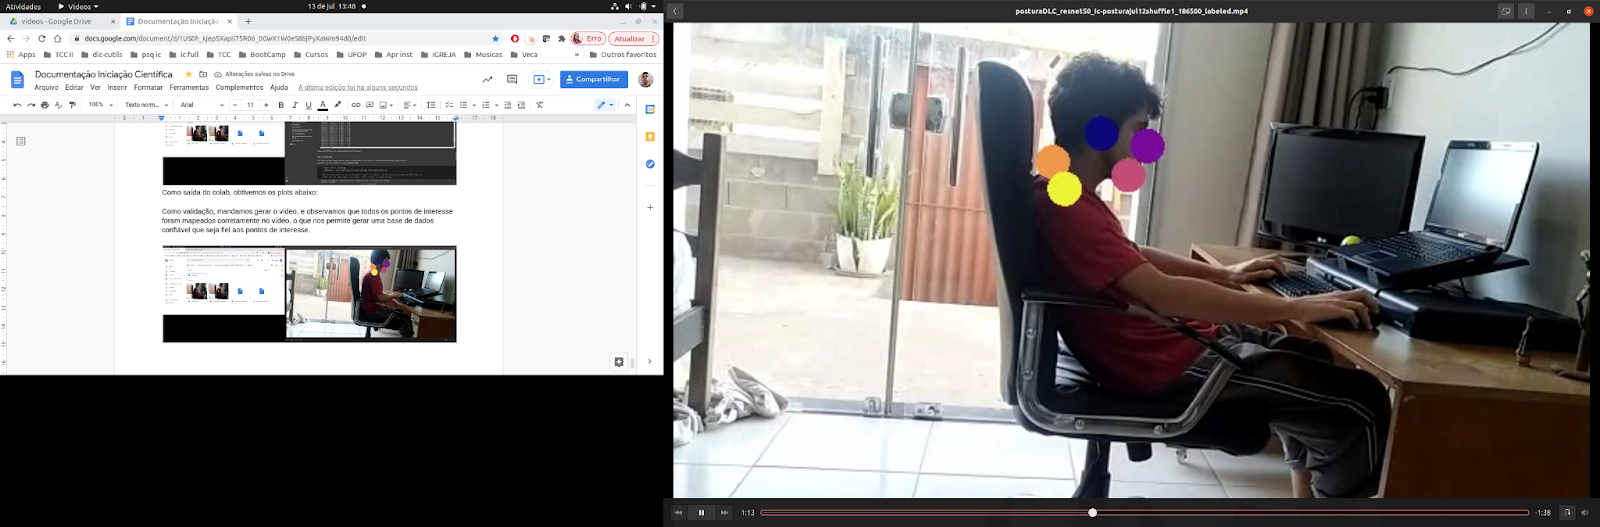 Atividades
Vídeos
13 de jul 13:48
vídeos - Google Drive
Documentação Iniciação
docs.google.com/document/d/
/edit
Erro
Atualizar
Apps
TCC II
dlc-cutils
psq ic
ic full
TCC
BootCamp
Cursos
UFOP
Apr inst
IGREJA
Musicas
Veca
»
Outros favoritos
Documentação Iniciação Científica
Alterações salvas no Drive
Arquivo Editar Ver Inserir Formatar Ferramentas Complementos Ajuda
A última edição foi há alguns segundos
Compartilhar
100%
Texto norm...
Arial
11
B I U A
Como saída do colab, obtivemos os plots abaixo:
Como validação, mandamos gerar o vídeo, e observamos que todos os pontos de interesse
foram mapeados corretamente no vídeo, o que nos permite gerar uma base de dados
confiável que seja fiel aos pontos de interesse.
posturaDLC_resnet50_ic-posturajul12shuffle1_186500_labeled.mp4
1:13
-1:38